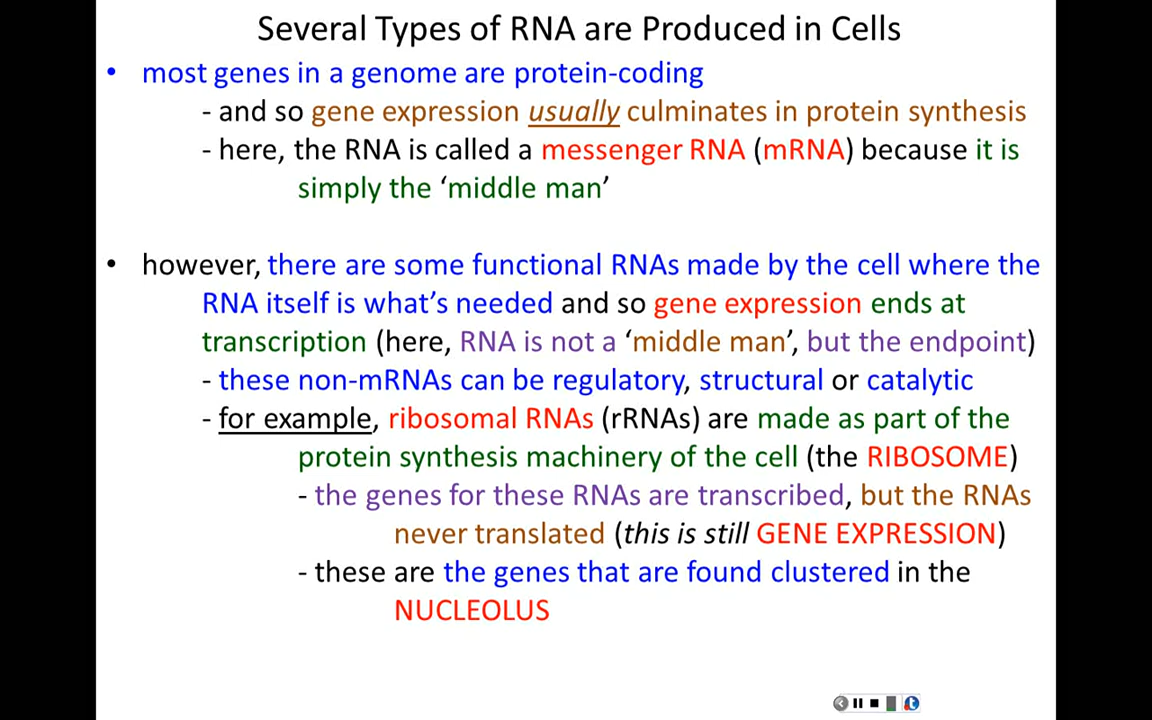 Several Types of RNA are Produced in Cells
• most genes in a genome are protein-coding
- and so gene expression usually culminates in protein synthesis
- here, the RNA is called a messenger RNA (mRNA) because it is
simply the ‘middle man’
• however, there are some functional RNAs made by the cell where the
RNA itself is what’s needed and so gene expression ends at
transcription (here, RNA is not a ‘middle man’, but the endpoint)
- these non-mRNAs can be regulatory, structural or catalytic
- for example, ribosomal RNAs (rRNAs) are made as part of the
protein synthesis machinery of the cell (the RIBOSOME)
- the genes for these RNAs are transcribed, but the RNAs
never translated (this is still GENE EXPRESSION)
- these are the genes that are found clustered in the
NUCLEOLUS